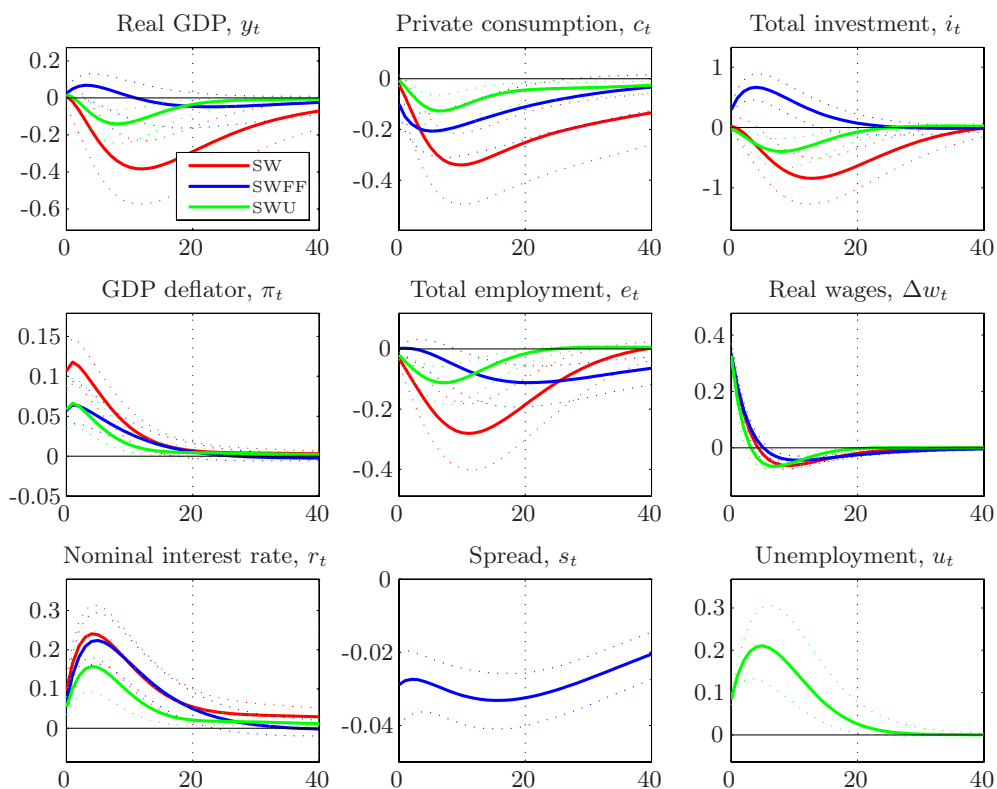 Real GDP, y_t
0.2
0
-0.2
-0.4
-0.6
0 20 40
SW
SWFF
SWU
Private consumption, c_t
0
-0.2
-0.4
0 20 40
Total investment, i_t
1
0
-1
0 20 40
GDP deflator, π_t
0.15
0.1
0.05
0
-0.05
0 20 40
Total employment, e_t
0
-0.2
-0.4
0 20 40
Real wages, Δw_t
0.4
0.2
0
0 20 40
Nominal interest rate, r_t
0.3
0.2
0.1
0
0 20 40
Spread, s_t
0
-0.02
-0.04
0 20 40
Unemployment, u_t
0.3
0.2
0.1
0
0 20 40